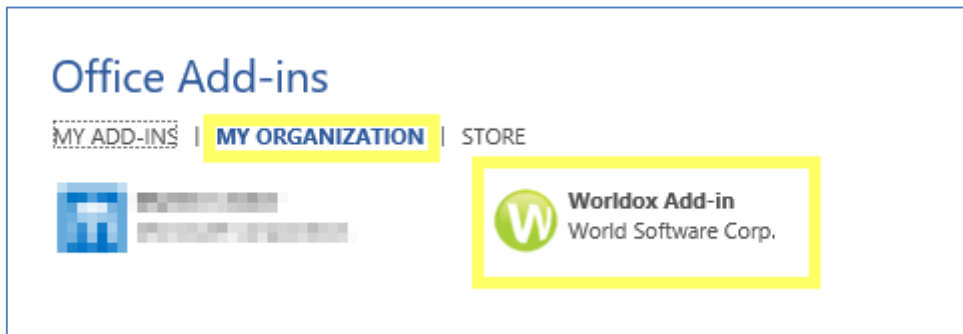 Office Add-ins
MY ADD-INS | MY ORGANIZATION | STORE
W
Worldox Add-in
World Software Corp.